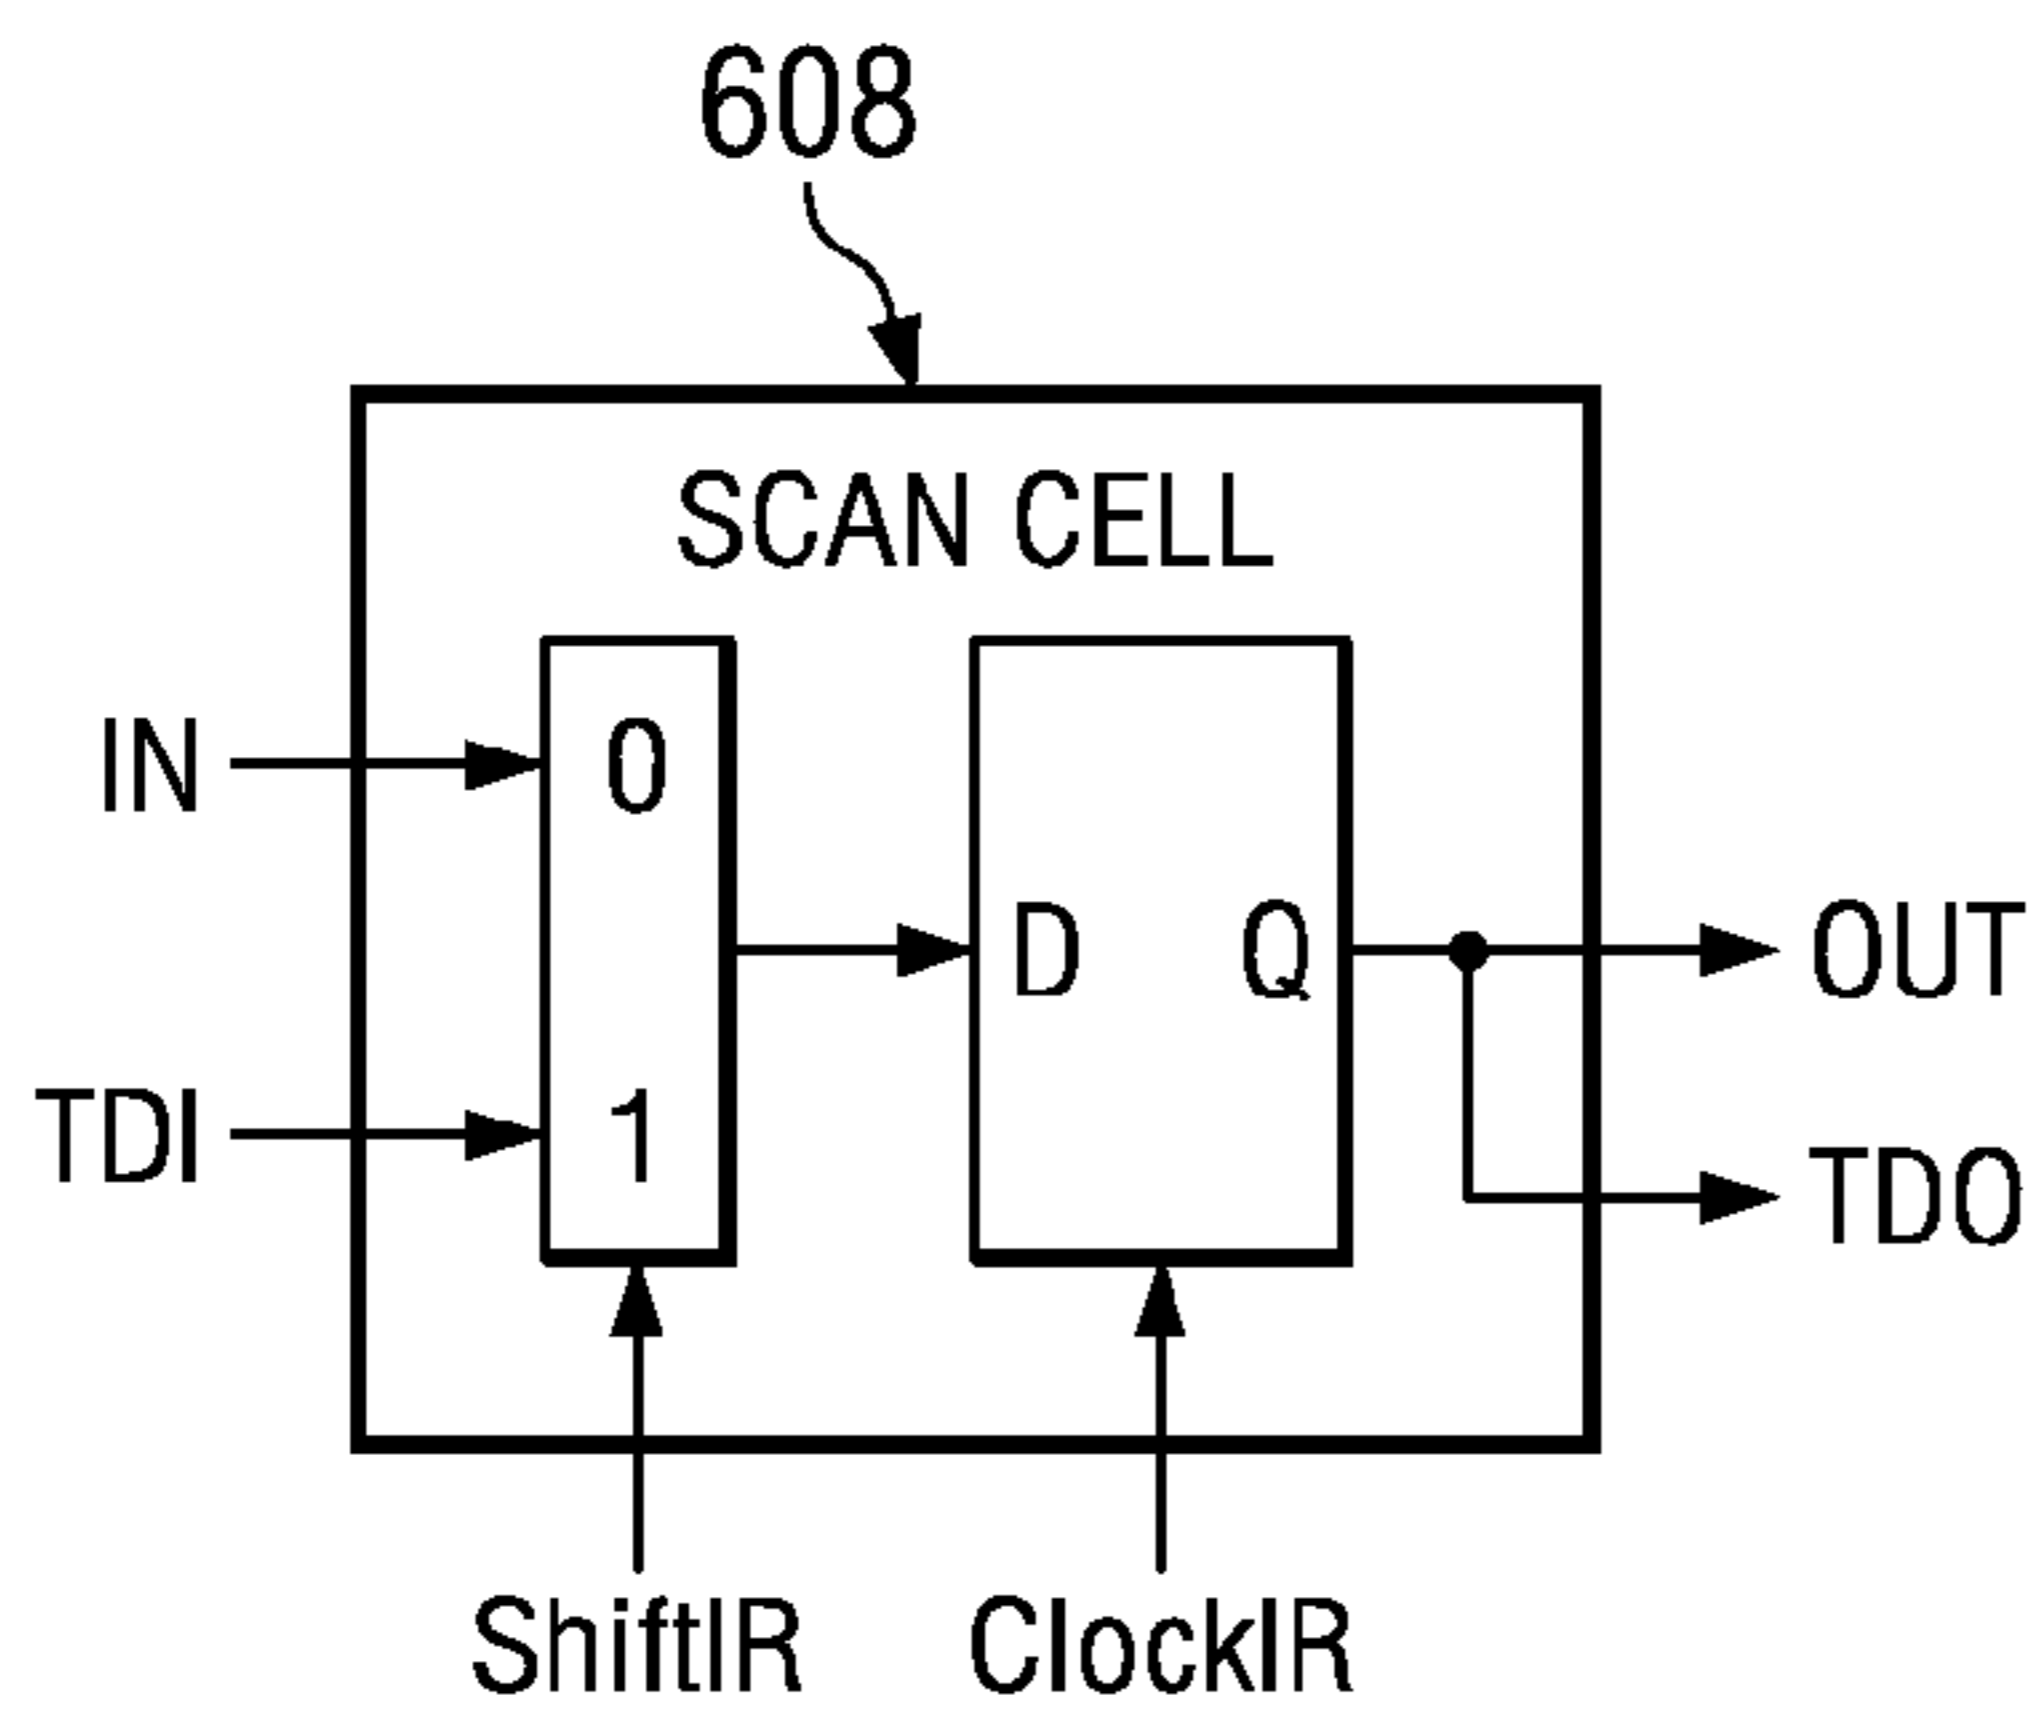 608
SCAN CELL
IN
0
D
Q
OUT
TDI
1
TDO
ShiftIR
ClockIR